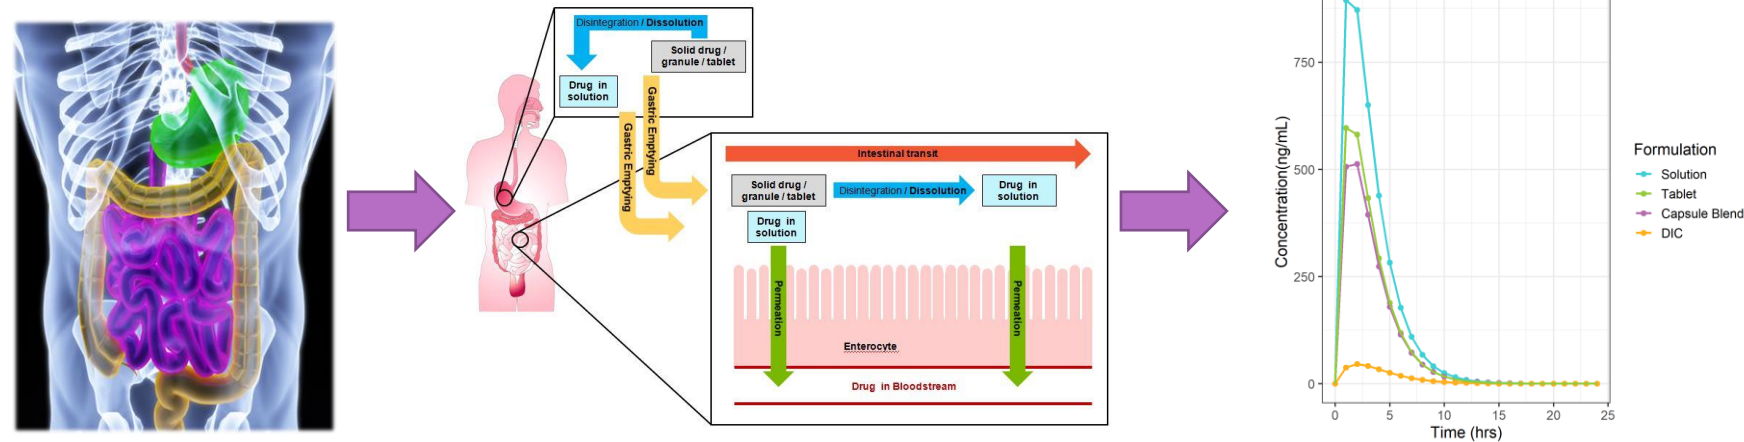 Disintegration / Dissolution
Solid drug /
granule / tablet
Drug in
solution
Gastric Emptying
Gastric Emptying
Intestinal transit
Solid drug /
granule / tablet
Disintegration / Dissolution
Drug in
solution
Drug in
solution
Permeation
Permeation
Enterocyte
Drug in Bloodstream
Concentration(ng/mL)
750
500
250
0
0 5 10 15 20 25
Time (hrs)
Formulation
Solution
Tablet
Capsule Blend
DIC